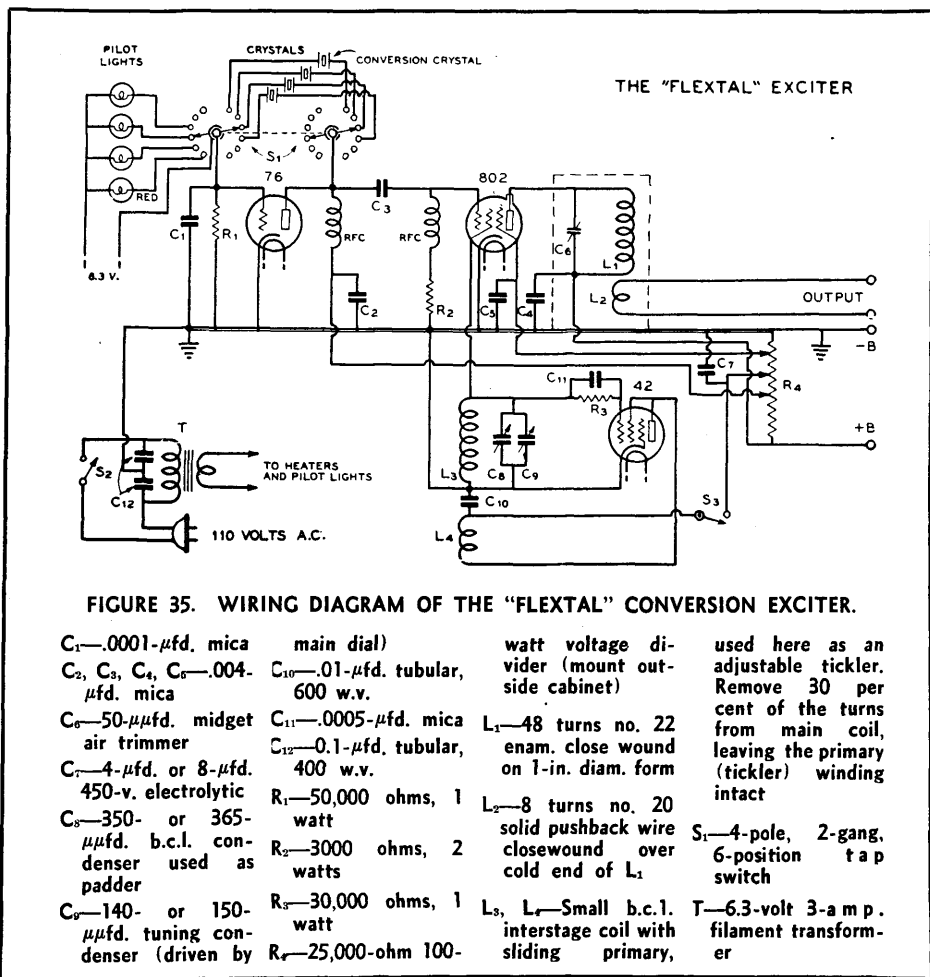 PILOT
LIGHTS
CRYSTALS
CONVERSION CRYSTAL
THE "FLEXTAL" EXCITER
S₁
76
802
RED
C₁
R₁
RFC
C₃
RFC
C₆
L₁
6.3 V.
C₂
R₂
C₅
C₄
L₂
OUTPUT
-B
C₇
R₄
C₁₁
42
R₃
+B
T
S₂
TO HEATERS
AND PILOT LIGHTS
L₃
C₈
C₉
C₁₂
C₁₀
S₃
110 VOLTS A.C.
L₄
FIGURE 35. WIRING DIAGRAM OF THE "FLEXTAL" CONVERSION EXCITER.
C₁—.0001-μfd. mica
C₂, C₃, C₄, C₅—.004-
μfd. mica
C₆—50-μμfd. midget
air trimmer
C₇—4-μfd. or 8-μfd.
450-v. electrolytic
C₈—350- or 365-
μμfd. b.c.l. con-
denser used as
padder
C₉—140- or 150-
μμfd. tuning con-
denser (driven by
main dial)
C₁₀—.01-μfd. tubular,
600 w.v.
C₁₁—.0005-μfd. mica
C₁₂—0.1-μfd. tubular,
400 w.v.
R₁—50,000 ohms, 1
watt
R₂—3000 ohms, 2
watts
R₃—30,000 ohms, 1
watt
R₄—25,000-ohm 100-
watt voltage di-
vider (mount out-
side cabinet)
L₁—48 turns no. 22
enam. close wound
on 1-in. diam. form
L₂—8 turns no. 20
solid pushback wire
closewound over
cold end of L₁
L₃, L₄—Small b.c.l.
interstage coil with
sliding primary,
used here as an
adjustable tickler.
Remove 30 per
cent of the turns
from main coil,
leaving the primary
(tickler) winding
intact
S₁—4-pole, 2-gang,
6-position tap
switch
T—6.3-volt 3-amp.
filament transform-
er